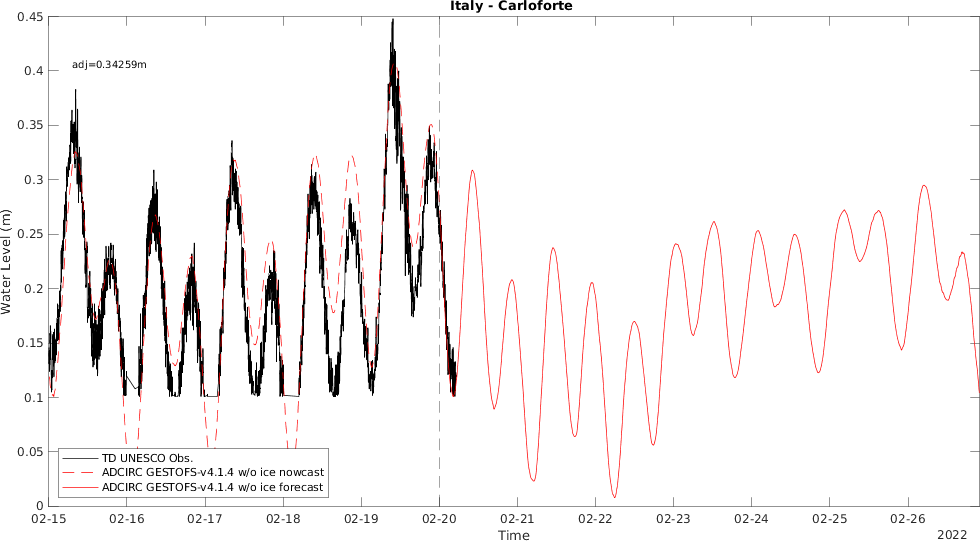 Italy - Carloforte
adj=0.34259m
Water Level (m)
0.45
0.4
0.35
0.3
0.25
0.2
0.15
0.1
0.05
0
TD UNESCO Obs.
ADCIRC GESTOFS-v4.1.4 w/o ice nowcast
ADCIRC GESTOFS-v4.1.4 w/o ice forecast
02-15 02-16 02-17 02-18 02-19 02-20 02-21 02-22 02-23 02-24 02-25 02-26
Time
2022